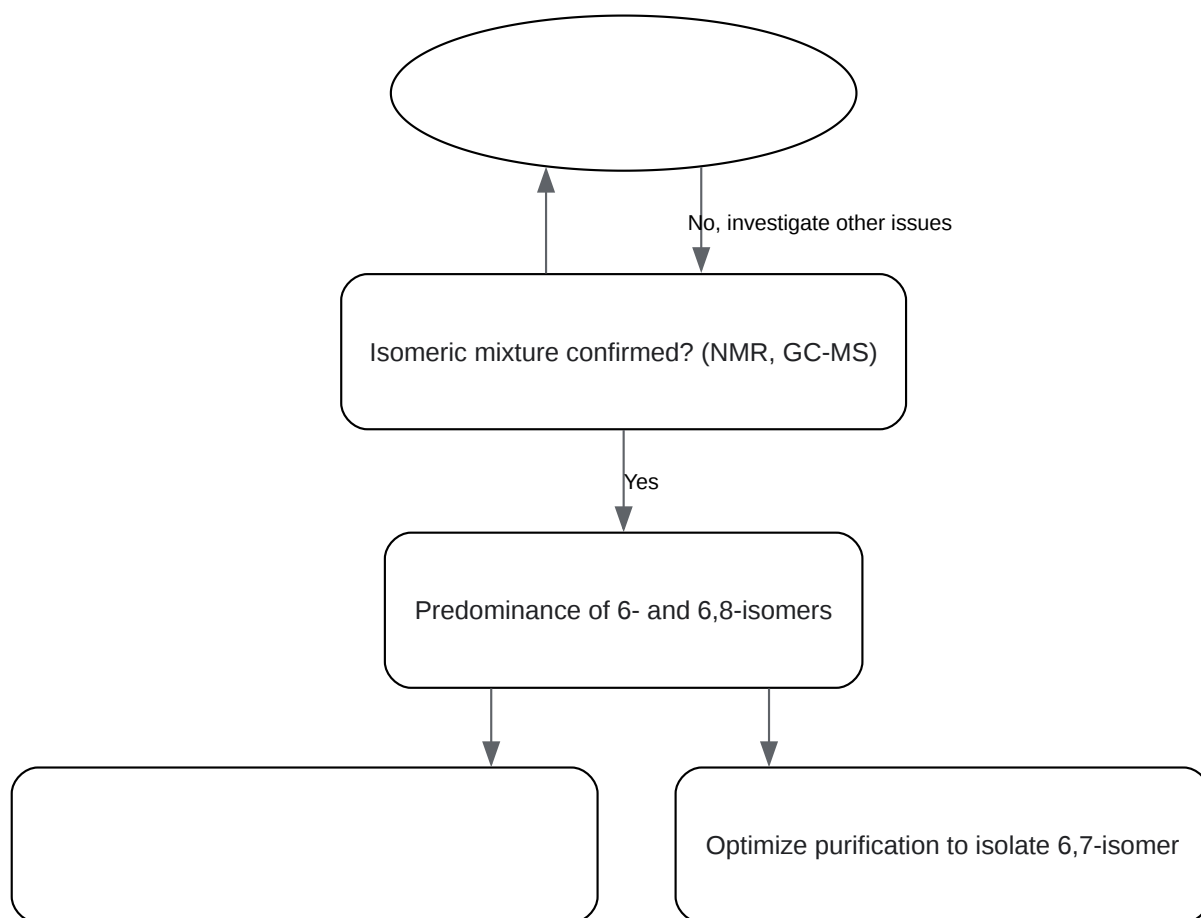 No, investigate other issues
Isomeric mixture confirmed? (NMR, GC-MS)
Yes
Predominance of 6- and 6,8-isomers
Optimize purification to isolate 6,7-isomer